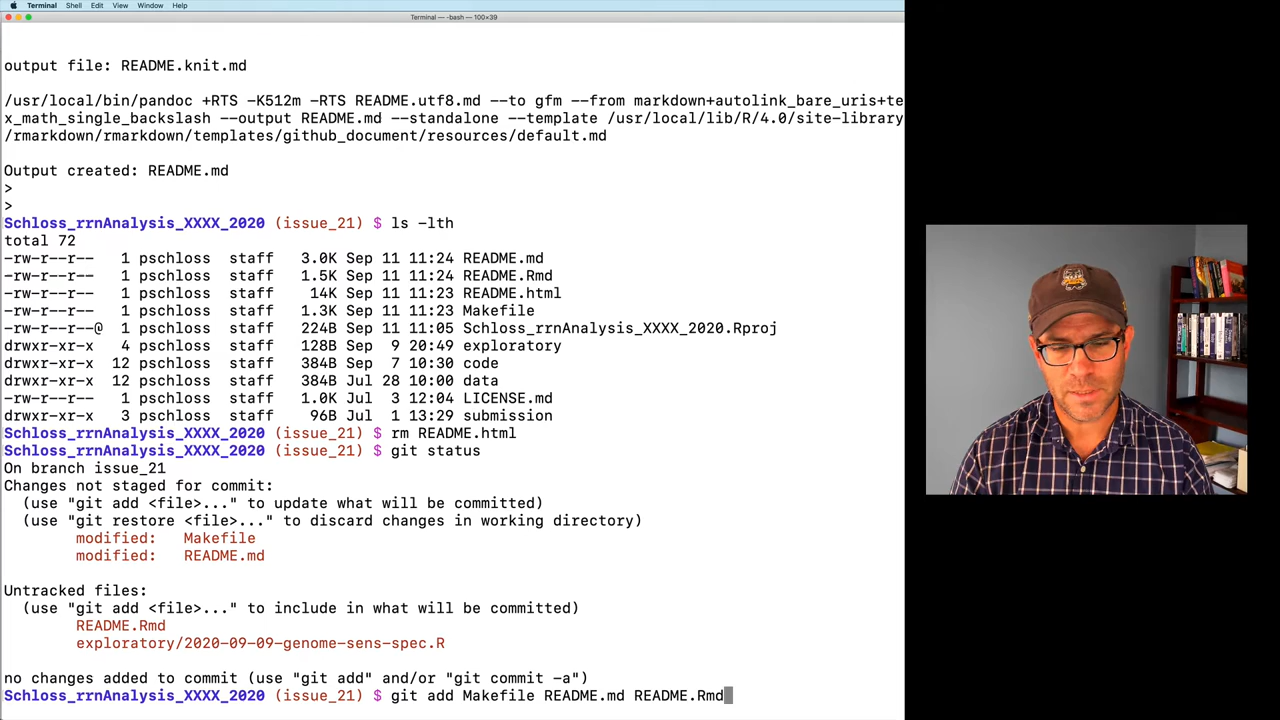 Terminal Shell Edit View Window Help
Terminal — -bash — 100×39
output file: README.knit.md
/usr/local/bin/pandoc +RTS -K512m -RTS README.utf8.md --to gfm --from markdown+autolink_bare_uris+te
x_math_single_backslash --output README.md --standalone --template /usr/local/lib/R/4.0/site-library
/rmarkdown/rmarkdown/templates/github_document/resources/default.md
Output created: README.md
>
>
Schloss_rrnAnalysis_XXXX_2020 (issue_21) $ ls -lth
total 72
-rw-r--r-- 1 pschloss staff 3.0K Sep 11 11:24 README.md
-rw-r--r-- 1 pschloss staff 1.5K Sep 11 11:24 README.Rmd
-rw-r--r-- 1 pschloss staff 14K Sep 11 11:23 README.html
-rw-r--r-- 1 pschloss staff 1.3K Sep 11 11:23 Makefile
-rw-r--r--@ 1 pschloss staff 224B Sep 11 11:05 Schloss_rrnAnalysis_XXXX_2020.Rproj
drwxr-xr-x 4 pschloss staff 128B Sep 9 20:49 exploratory
drwxr-xr-x 12 pschloss staff 384B Sep 7 10:30 code
drwxr-xr-x 12 pschloss staff 384B Jul 28 10:00 data
-rw-r--r-- 1 pschloss staff 1.0K Jul 3 12:04 LICENSE.md
drwxr-xr-x 3 pschloss staff 96B Jul 1 13:29 submission
Schloss_rrnAnalysis_XXXX_2020 (issue_21) $ rm README.html
Schloss_rrnAnalysis_XXXX_2020 (issue_21) $ git status
On branch issue_21
Changes not staged for commit:
(use "git add <file>..." to update what will be committed)
(use "git restore <file>..." to discard changes in working directory)
modified: Makefile
modified: README.md
Untracked files:
(use "git add <file>..." to include in what will be committed)
README.Rmd
exploratory/2020-09-09-genome-sens-spec.R
no changes added to commit (use "git add" and/or "git commit -a")
Schloss_rrnAnalysis_XXXX_2020 (issue_21) $ git add Makefile README.md README.Rmd